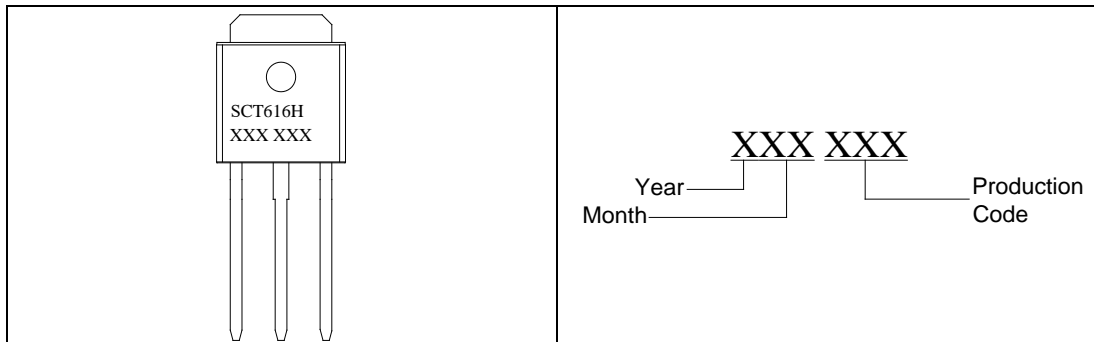 SCT616H
XXX XXX
XXX XXX
Year
Month
Production
Code